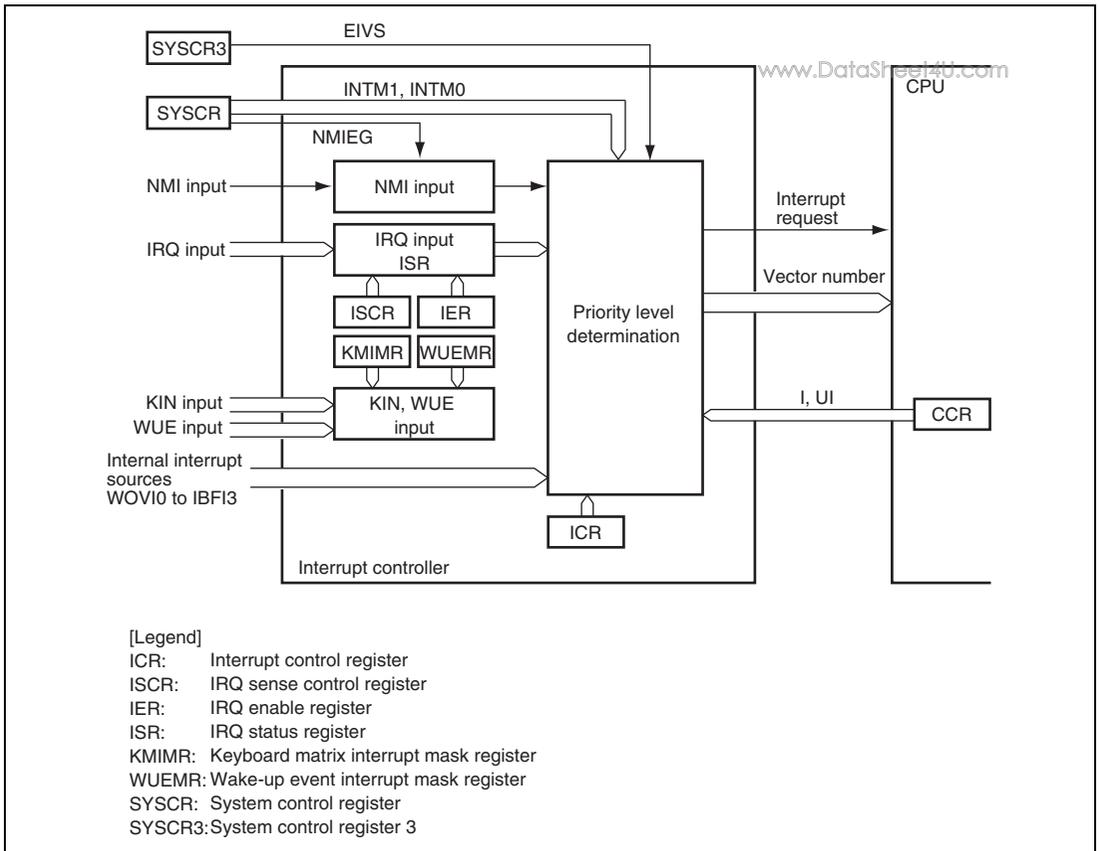 EIVS
SYSCR3
www.DataSheet4U.com
CPU
INTM1, INTM0
SYSCR
NMIEG
NMI input
NMI input
Interrupt
request
IRQ input
IRQ input
ISR
Vector number
ISCR
IER
Priority level
determination
KMIMR
WUEMR
KIN input
WUE input
KIN, WUE
input
I, UI
CCR
Internal interrupt
sources
WOVI0 to IBFI3
ICR
Interrupt controller
[Legend]
ICR: Interrupt control register
ISCR: IRQ sense control register
IER: IRQ enable register
ISR: IRQ status register
KMIMR: Keyboard matrix interrupt mask register
WUEMR: Wake-up event interrupt mask register
SYSCR: System control register
SYSCR3: System control register 3